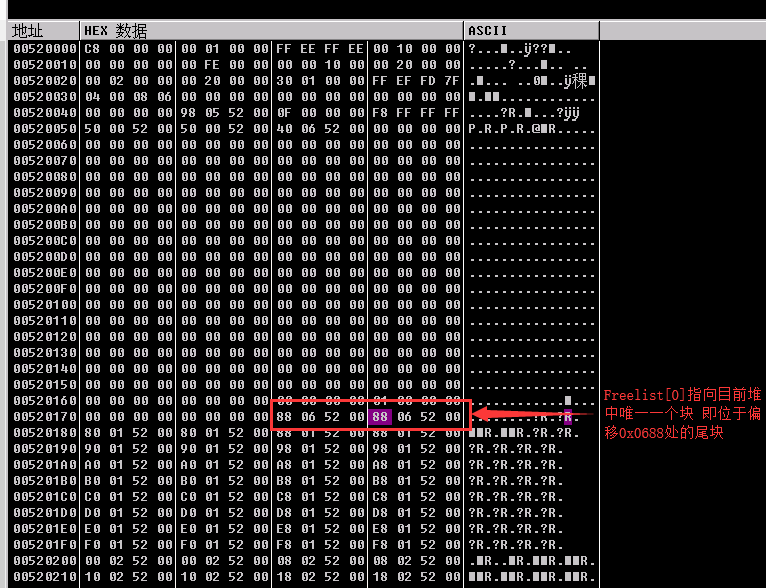 地址 HEX 数据 ASCII
00520000 C8 00 00 00 00 01 00 00 FF EE FF EE 00 10 00 00
00520010 00 00 00 00 00 FE 00 00 00 00 10 00 00 20 00 00
00520020 00 02 00 00 00 20 00 00 30 01 00 00 FF EF FD 7F
00520030 04 00 08 06 00 00 00 00 00 00 00 00 00 00 00 00
00520040 00 00 00 00 98 05 52 00 0F 00 00 00 F8 FF FF FF
00520050 50 00 52 00 50 00 52 00 40 06 52 00 00 00 00 00
00520060 00 00 00 00 00 00 00 00 00 00 00 00 00 00 00 00 ................
00520070 00 00 00 00 00 00 00 00 00 00 00 00 00 00 00 00 ................
00520080 00 00 00 00 00 00 00 00 00 00 00 00 00 00 00 00 ................
00520090 00 00 00 00 00 00 00 00 00 00 00 00 00 00 00 00 ................
005200A0 00 00 00 00 00 00 00 00 00 00 00 00 00 00 00 00 ................
005200B0 00 00 00 00 00 00 00 00 00 00 00 00 00 00 00 00 ................
005200C0 00 00 00 00 00 00 00 00 00 00 00 00 00 00 00 00 ................
005200D0 00 00 00 00 00 00 00 00 00 00 00 00 00 00 00 00 ................
005200E0 00 00 00 00 00 00 00 00 00 00 00 00 00 00 00 00 ................
005200F0 00 00 00 00 00 00 00 00 00 00 00 00 00 00 00 00 ................
00520100 00 00 00 00 00 00 00 00 00 00 00 00 00 00 00 00 ................
00520110 00 00 00 00 00 00 00 00 00 00 00 00 00 00 00 00 ................
00520120 00 00 00 00 00 00 00 00 00 00 00 00 00 00 00 00 ................
00520130 00 00 00 00 00 00 00 00 00 00 00 00 00 00 00 00 ................
00520140 00 00 00 00 00 00 00 00 00 00 00 00 00 00 00 00 ................
00520150 00 00 00 00 00 00 00 00 00 00 00 00 00 00 00 00 ................
00520160 00 00 00 00 00 00 00 00 00 00 00 00 01 00 00 00
00520170 00 00 00 00 00 00 00 00 88 06 52 00 88 06 52 00
00520180 80 01 52 00 80 01 52 00 88 01 52 00 88 01 52 00
00520190 90 01 52 00 90 01 52 00 98 01 52 00 98 01 52 00 ?R.?R.?R.?R.
005201A0 A0 01 52 00 A0 01 52 00 A8 01 52 00 A8 01 52 00 ?R.?R.?R.?R.
005201B0 B0 01 52 00 B0 01 52 00 B8 01 52 00 B8 01 52 00 ?R.?R.?R.?R.
005201C0 C0 01 52 00 C0 01 52 00 C8 01 52 00 C8 01 52 00 ?R.?R.?R.?R.
005201D0 D0 01 52 00 D0 01 52 00 D8 01 52 00 D8 01 52 00 ?R.?R.?R.?R.
005201E0 E0 01 52 00 E0 01 52 00 E8 01 52 00 E8 01 52 00 ?R.?R.?R.?R.
005201F0 F0 01 52 00 F0 01 52 00 F8 01 52 00 F8 01 52 00 ?R.?R.?R.?R.
00520200 00 02 52 00 00 02 52 00 08 02 52 00 08 02 52 00
00520210 10 02 52 00 10 02 52 00 18 02 52 00 18 02 52 00
Freelist[0]指向目前堆
中唯一一个块 即位于偏
移0x0688处的尾块